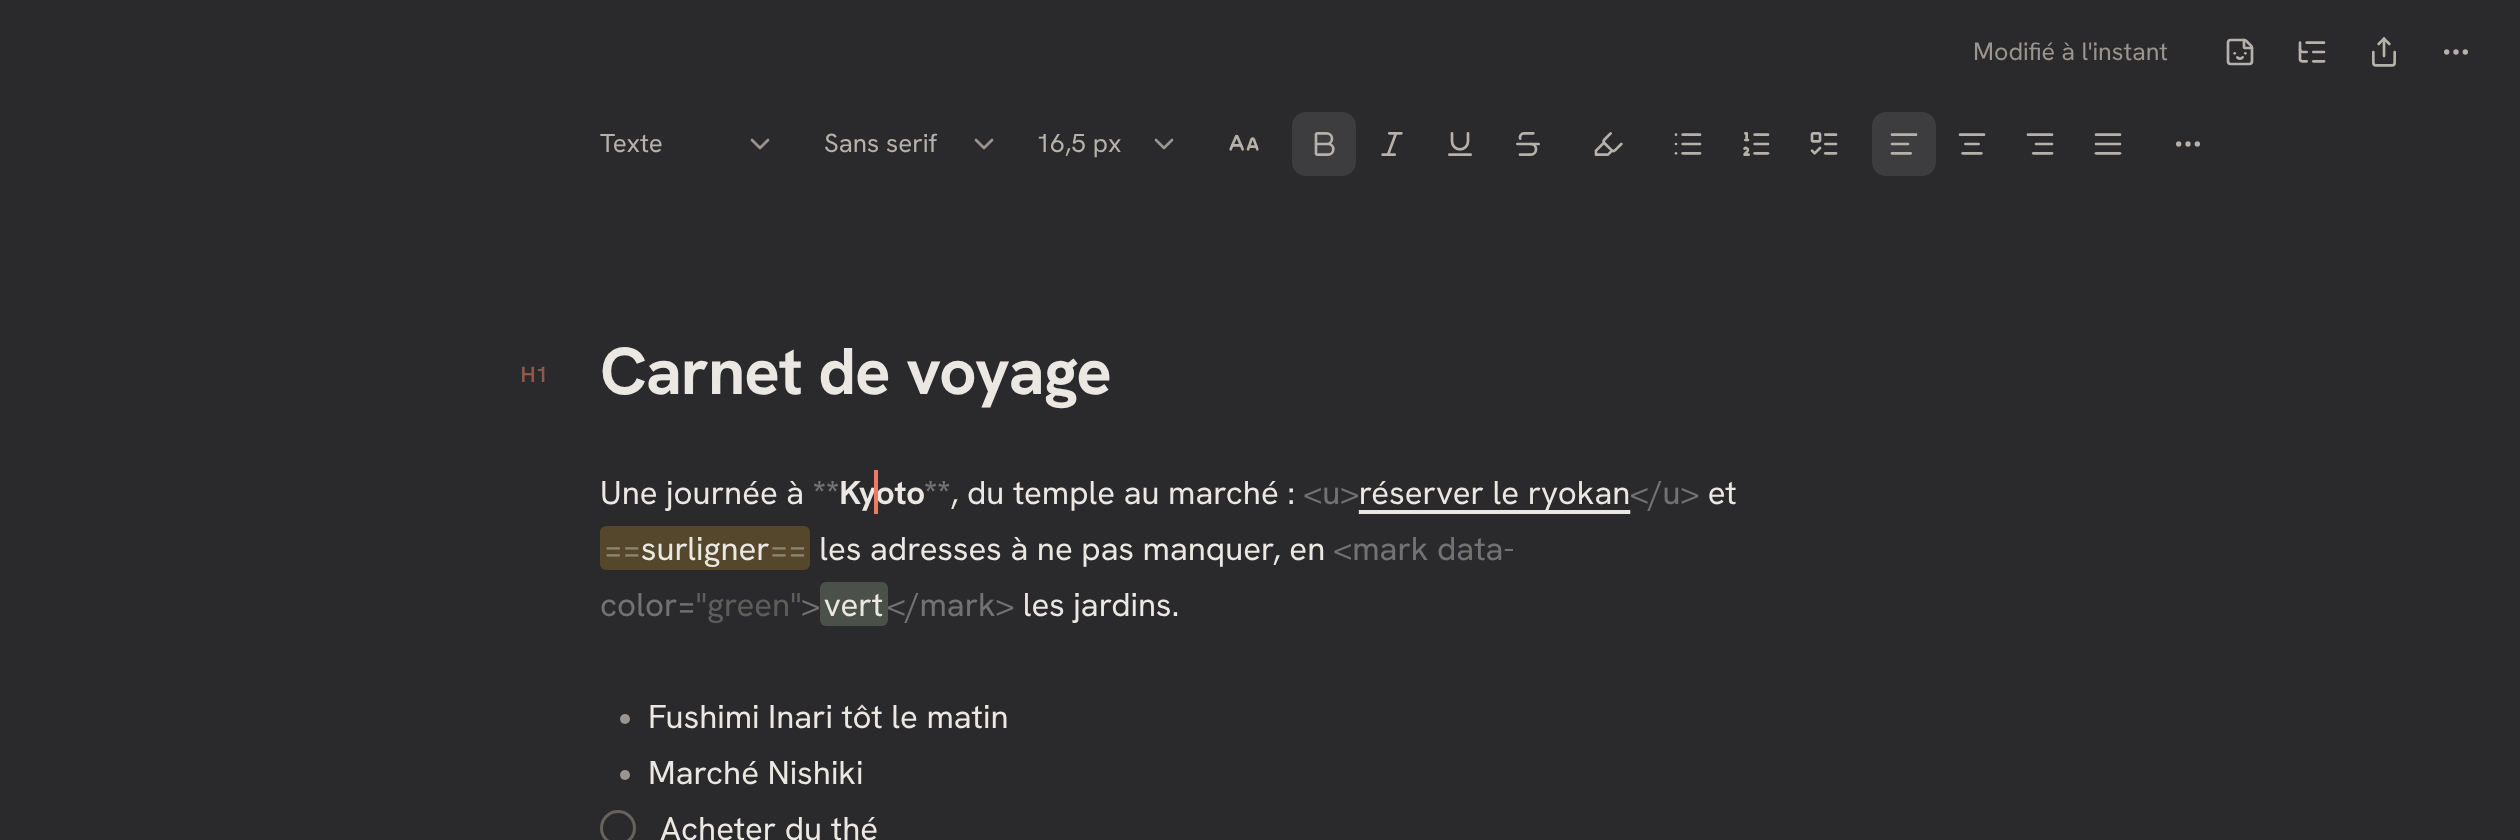 Modifié à l'instant
Texte Sans serif 16,5 px AA B I U S
H1 Carnet de voyage
Une journée à **Kyoto**, du temple au marché : <u>réserver le ryokan</u> et
==surligner== les adresses à ne pas manquer, en <mark data-
color="green">vert</mark> les jardins.
• Fushimi Inari tôt le matin
• Marché Nishiki
Acheter du thé